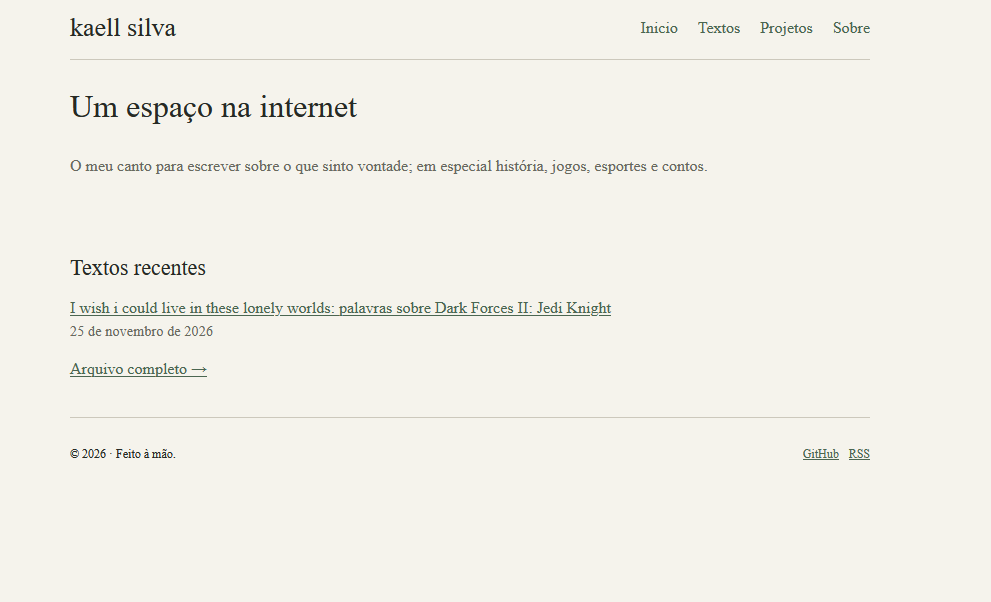 kaell silva
Inicio Textos Projetos Sobre
Um espaço na internet
O meu canto para escrever sobre o que sinto vontade; em especial história, jogos, esportes e contos.
Textos recentes
I wish i could live in these lonely worlds: palavras sobre Dark Forces II: Jedi Knight
25 de novembro de 2026
Arquivo completo →
© 2026 · Feito à mão.
GitHub RSS